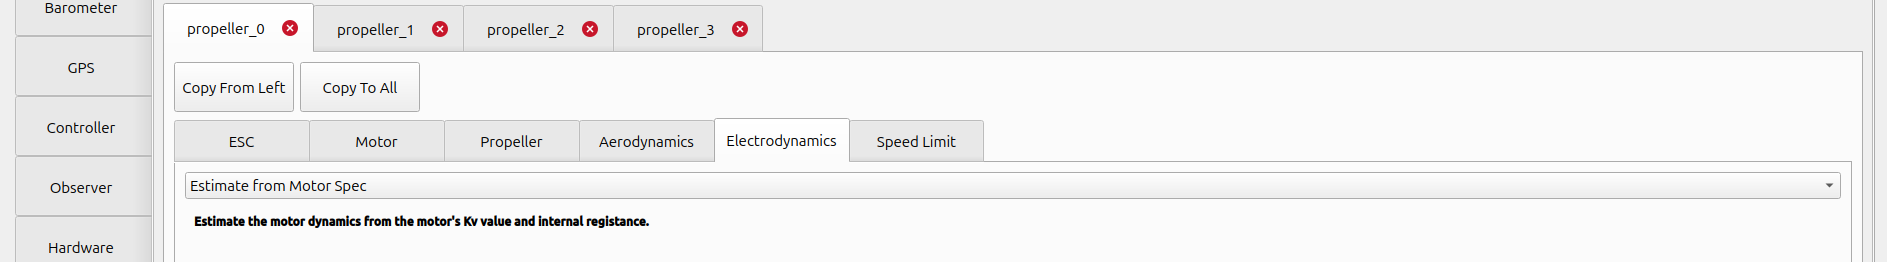 Barometer
GPS
Controller
Observer
Hardware
propeller_0
propeller_1
propeller_2
propeller_3
Copy From Left
Copy To All
ESC
Motor
Propeller
Aerodynamics
Electrodynamics
Speed Limit
Estimate from Motor Spec
Estimate the motor dynamics from the motor's Kv value and internal registance.